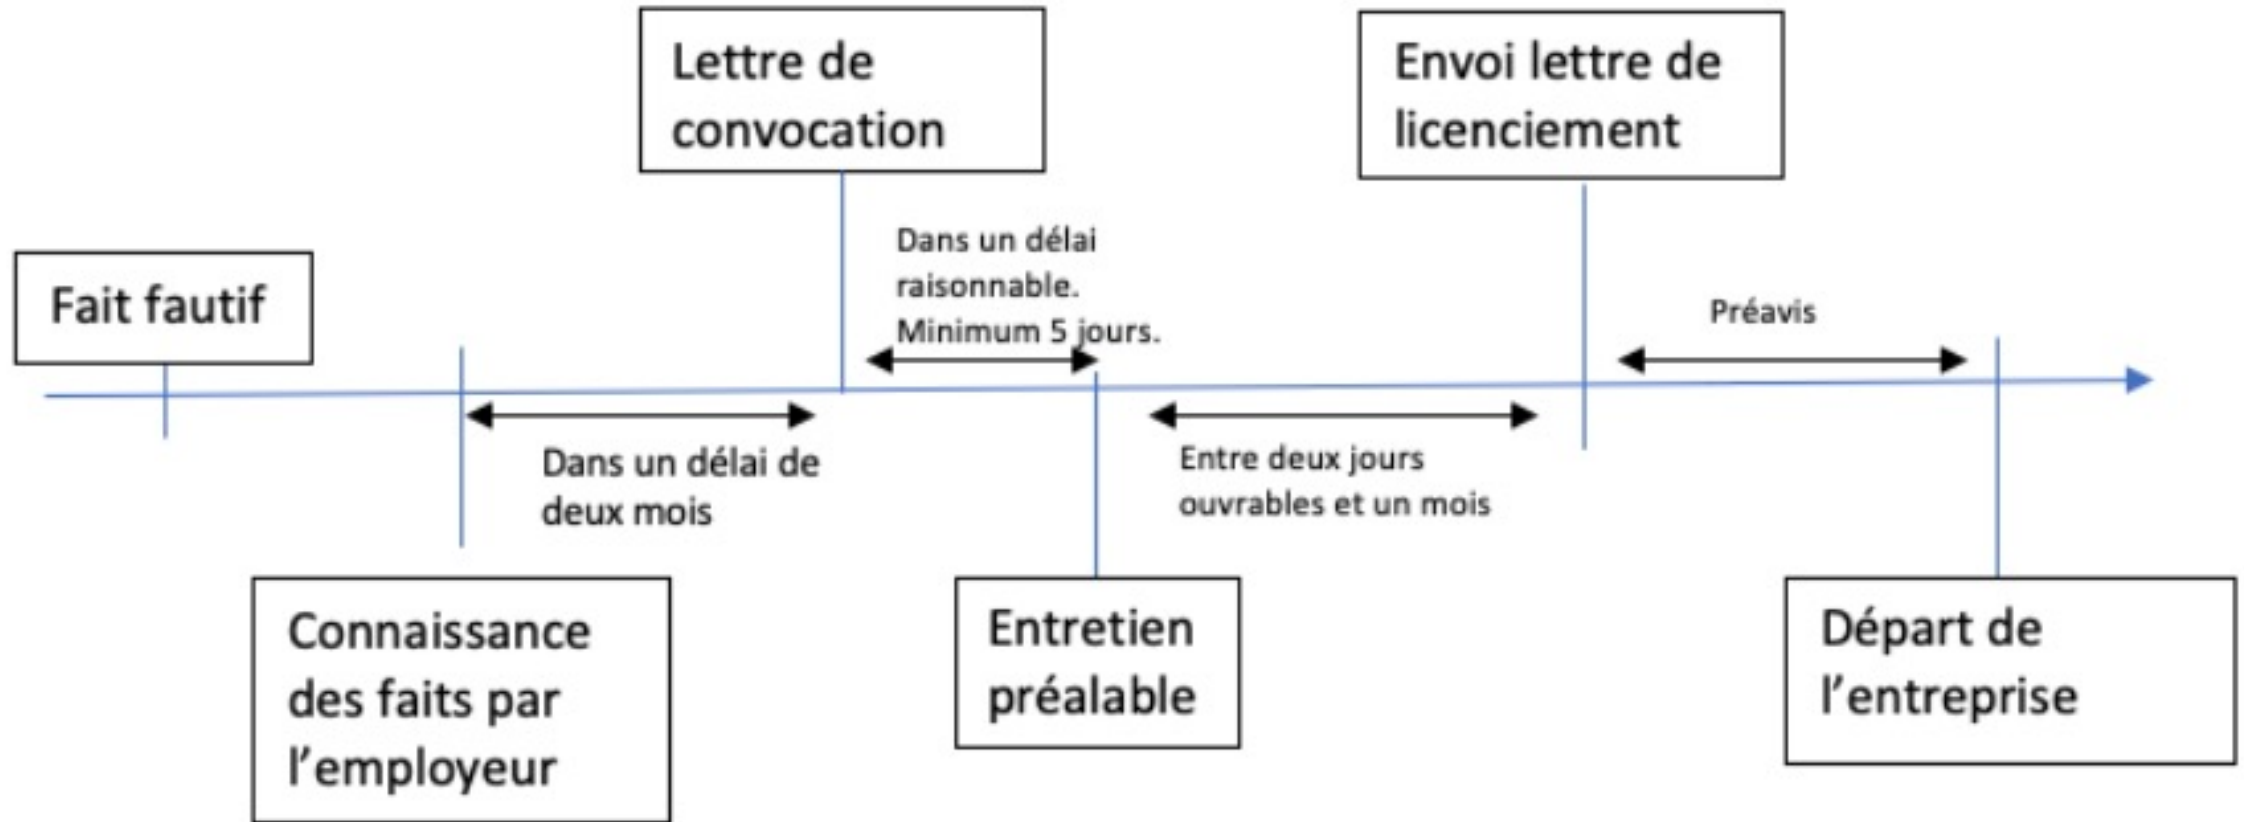 Lettre de
convocation
Envoi lettre de
licenciement
Dans un délai
raisonnable.
Minimum 5 jours.
Fait fautif
Préavis
Dans un délai de
deux mois
Entre deux jours
ouvrables et un mois
Connaissance
des faits par
l'employeur
Entretien
préalable
Départ de
l'entreprise